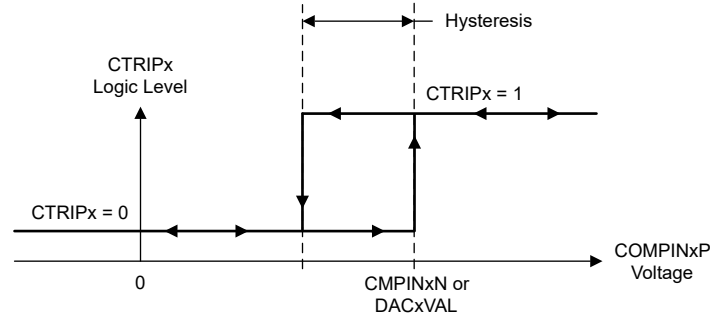 Hysteresis
CTRIPx
Logic Level
CTRIPx = 1
CTRIPx = 0
COMPINxP
Voltage
0
CMPINxN or
DACxVAL